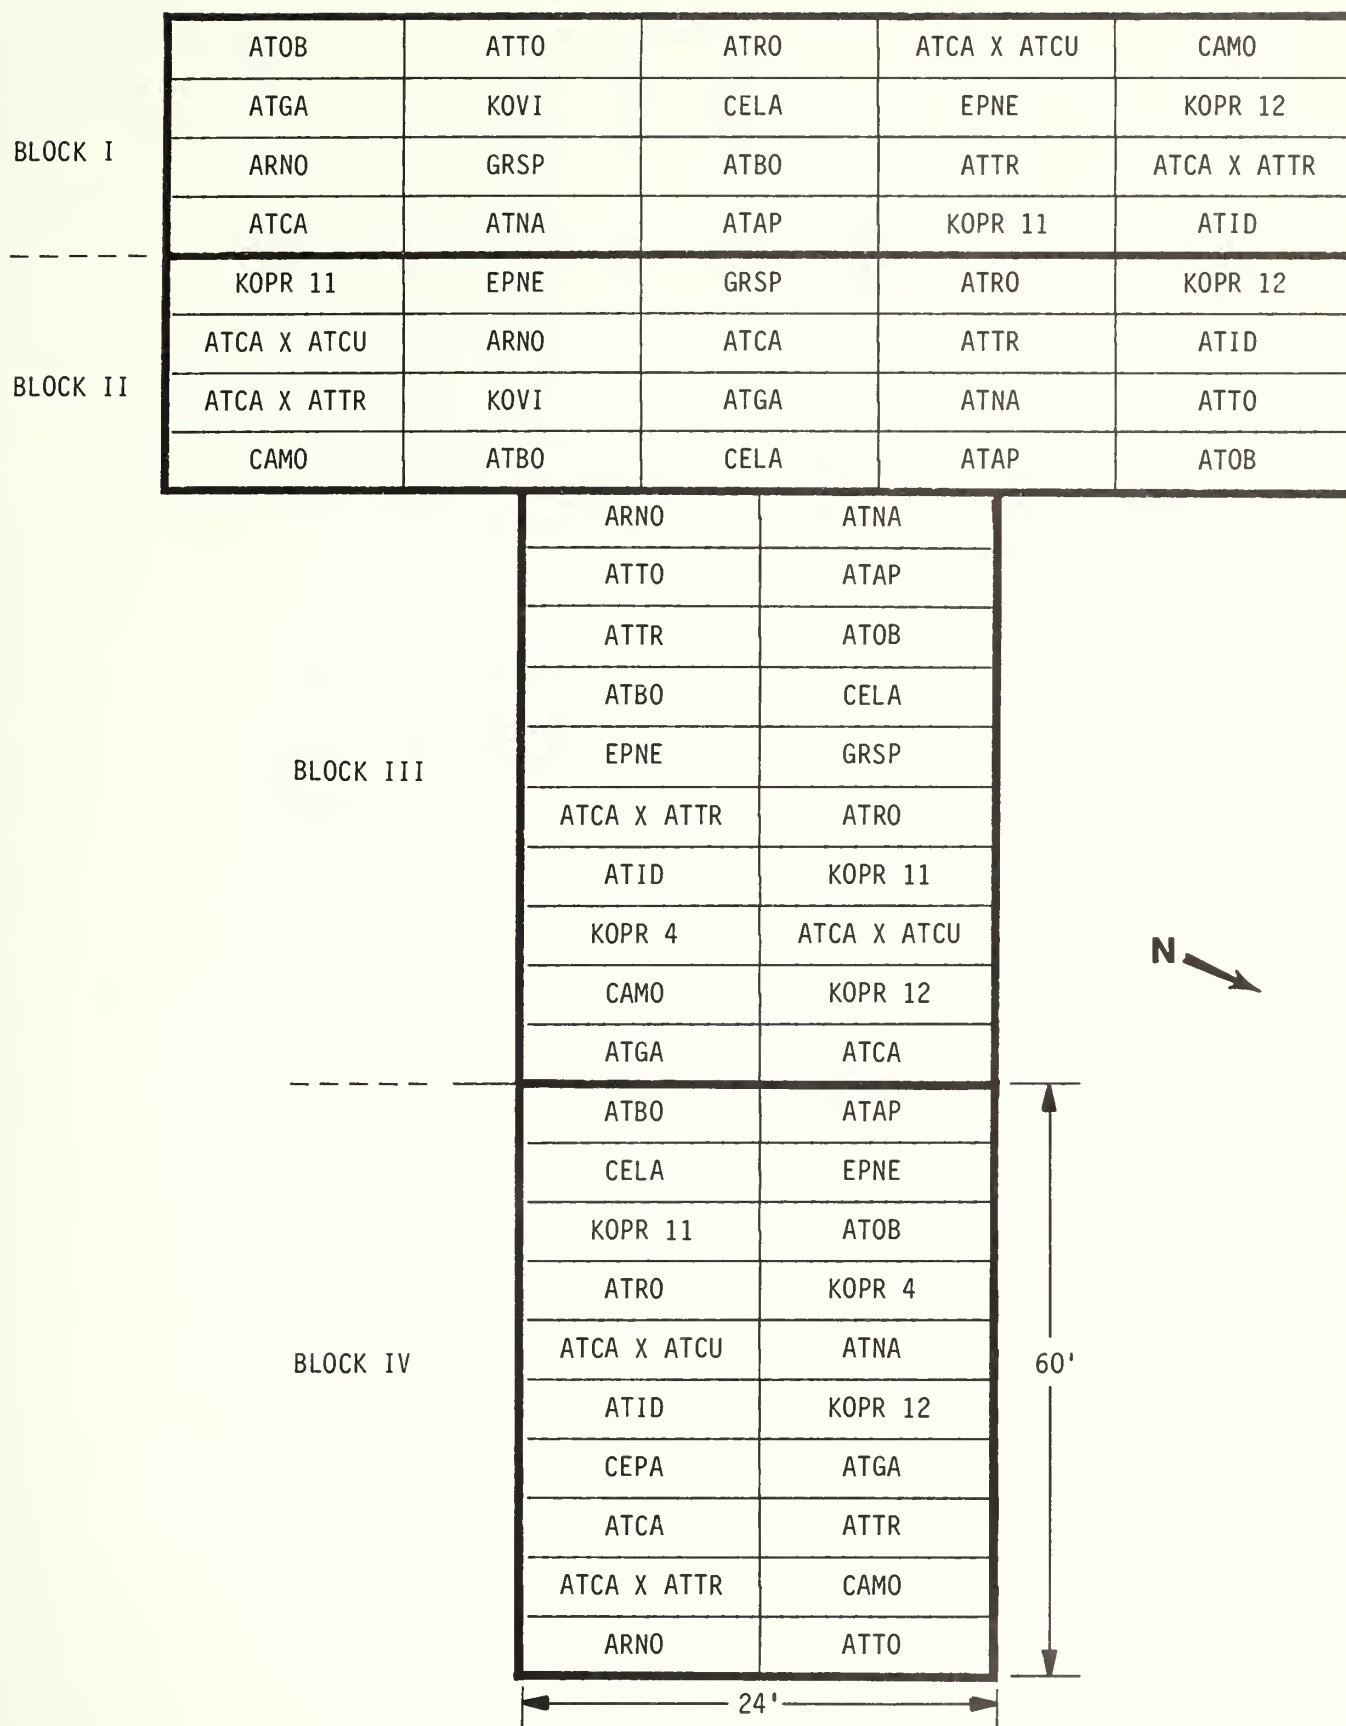 ATOB ATTO ATRO ATCA X ATCU CAMO
ATGA KOVI CELA EPNE KOPR 12
BLOCK I
ARNO GRSP ATBO ATTR ATCA X ATTR
ATCA ATNA ATAP KOPR 11 ATID
KOPR 11 EPNE GRSP ATRO KOPR 12
ATCA X ATCU ARNO ATCA ATTR ATID
BLOCK II
ATCA X ATTR KOVI ATGA ATNA ATTO
CAMO ATBO CELA ATAP ATOB
ARNO ATNA
ATTO ATAP
ATTR ATOB
ATBO CELA
EPNE GRSP
BLOCK III
ATCA X ATTR ATRO
ATID KOPR 11
KOPR 4 ATCA X ATCU
N
CAMO KOPR 12
ATGA ATCA
ATBO ATAP
CELA EPNE
KOPR 11 ATOB
ATRO KOPR 4
ATCA X ATCU ATNA
BLOCK IV
60'
ATID KOPR 12
CEPA ATGA
ATCA ATTR
ATCA X ATTR CAMO
ARNO ATTO
24'